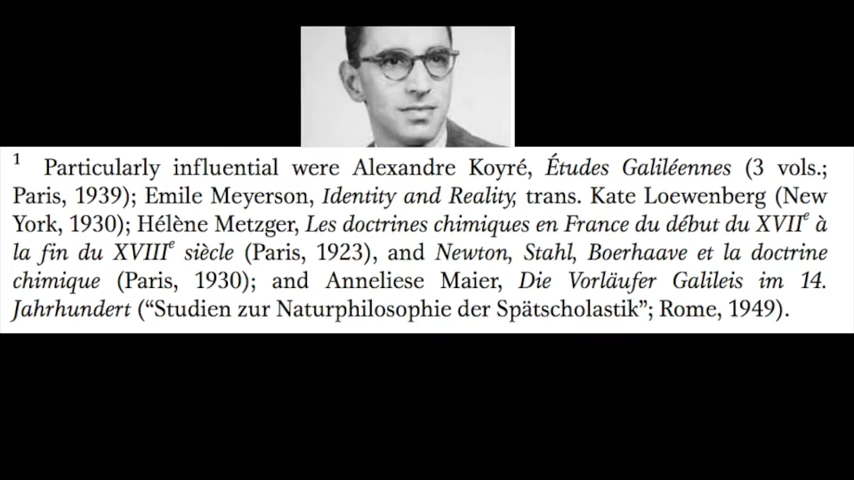 1 Particularly influential were Alexandre Koyré, Études Galiléennes (3 vols.;
Paris, 1939); Emile Meyerson, Identity and Reality, trans. Kate Loewenberg (New
York, 1930); Hélène Metzger, Les doctrines chimiques en France du début du XVIIe à
la fin du XVIIIe siècle (Paris, 1923), and Newton, Stahl, Boerhaave et la doctrine
chimique (Paris, 1930); and Anneliese Maier, Die Vorläufer Galileis im 14.
Jahrhundert (“Studien zur Naturphilosophie der Spätscholastik”; Rome, 1949).